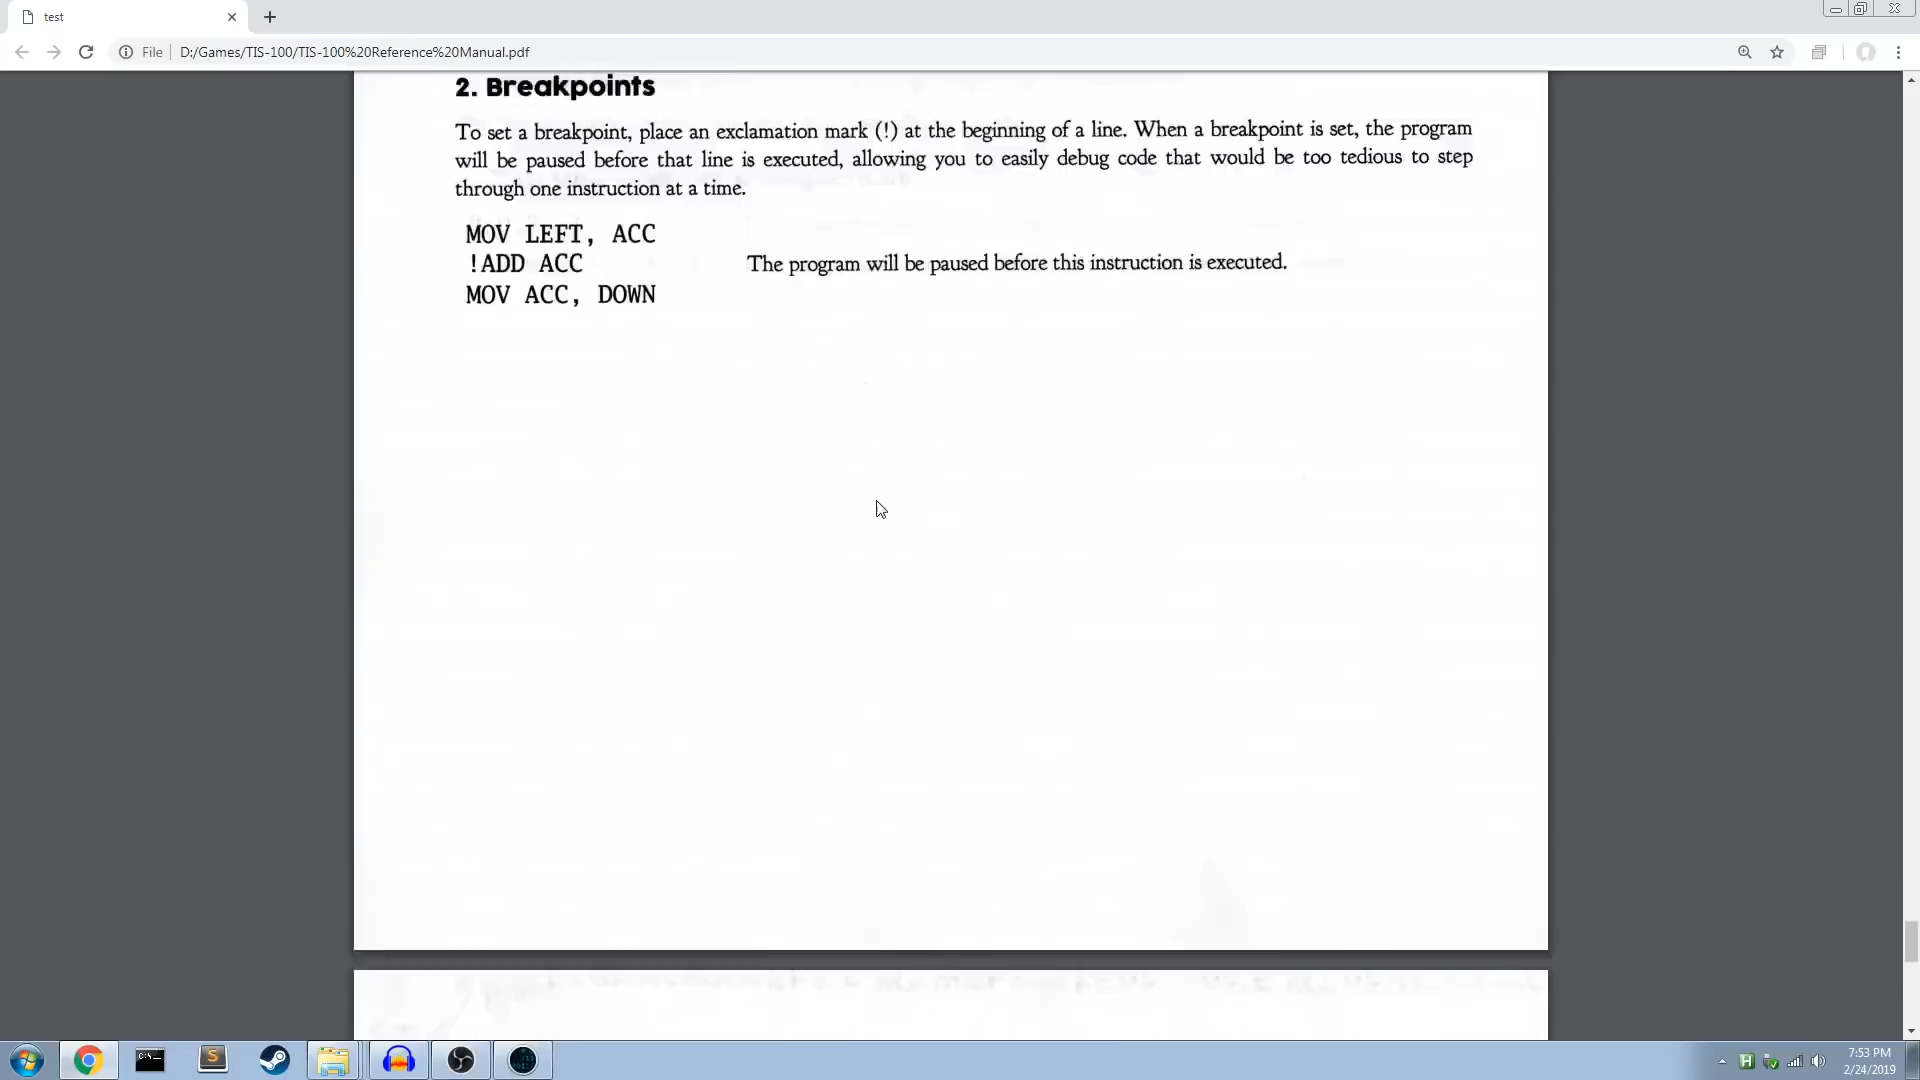 test
File
D:/Games/TIS-100/TIS-100%20Reference%20Manual.pdf
2. Breakpoints
To set a breakpoint, place an exclamation mark (!) at the beginning of a line. When a breakpoint is set, the program
will be paused before that line is executed, allowing you to easily debug code that would be too tedious to step
through one instruction at a time.
MOV LEFT, ACC
!ADD ACC
The program will be paused before this instruction is executed.
MOV ACC, DOWN
7:53 PM
2/24/2019